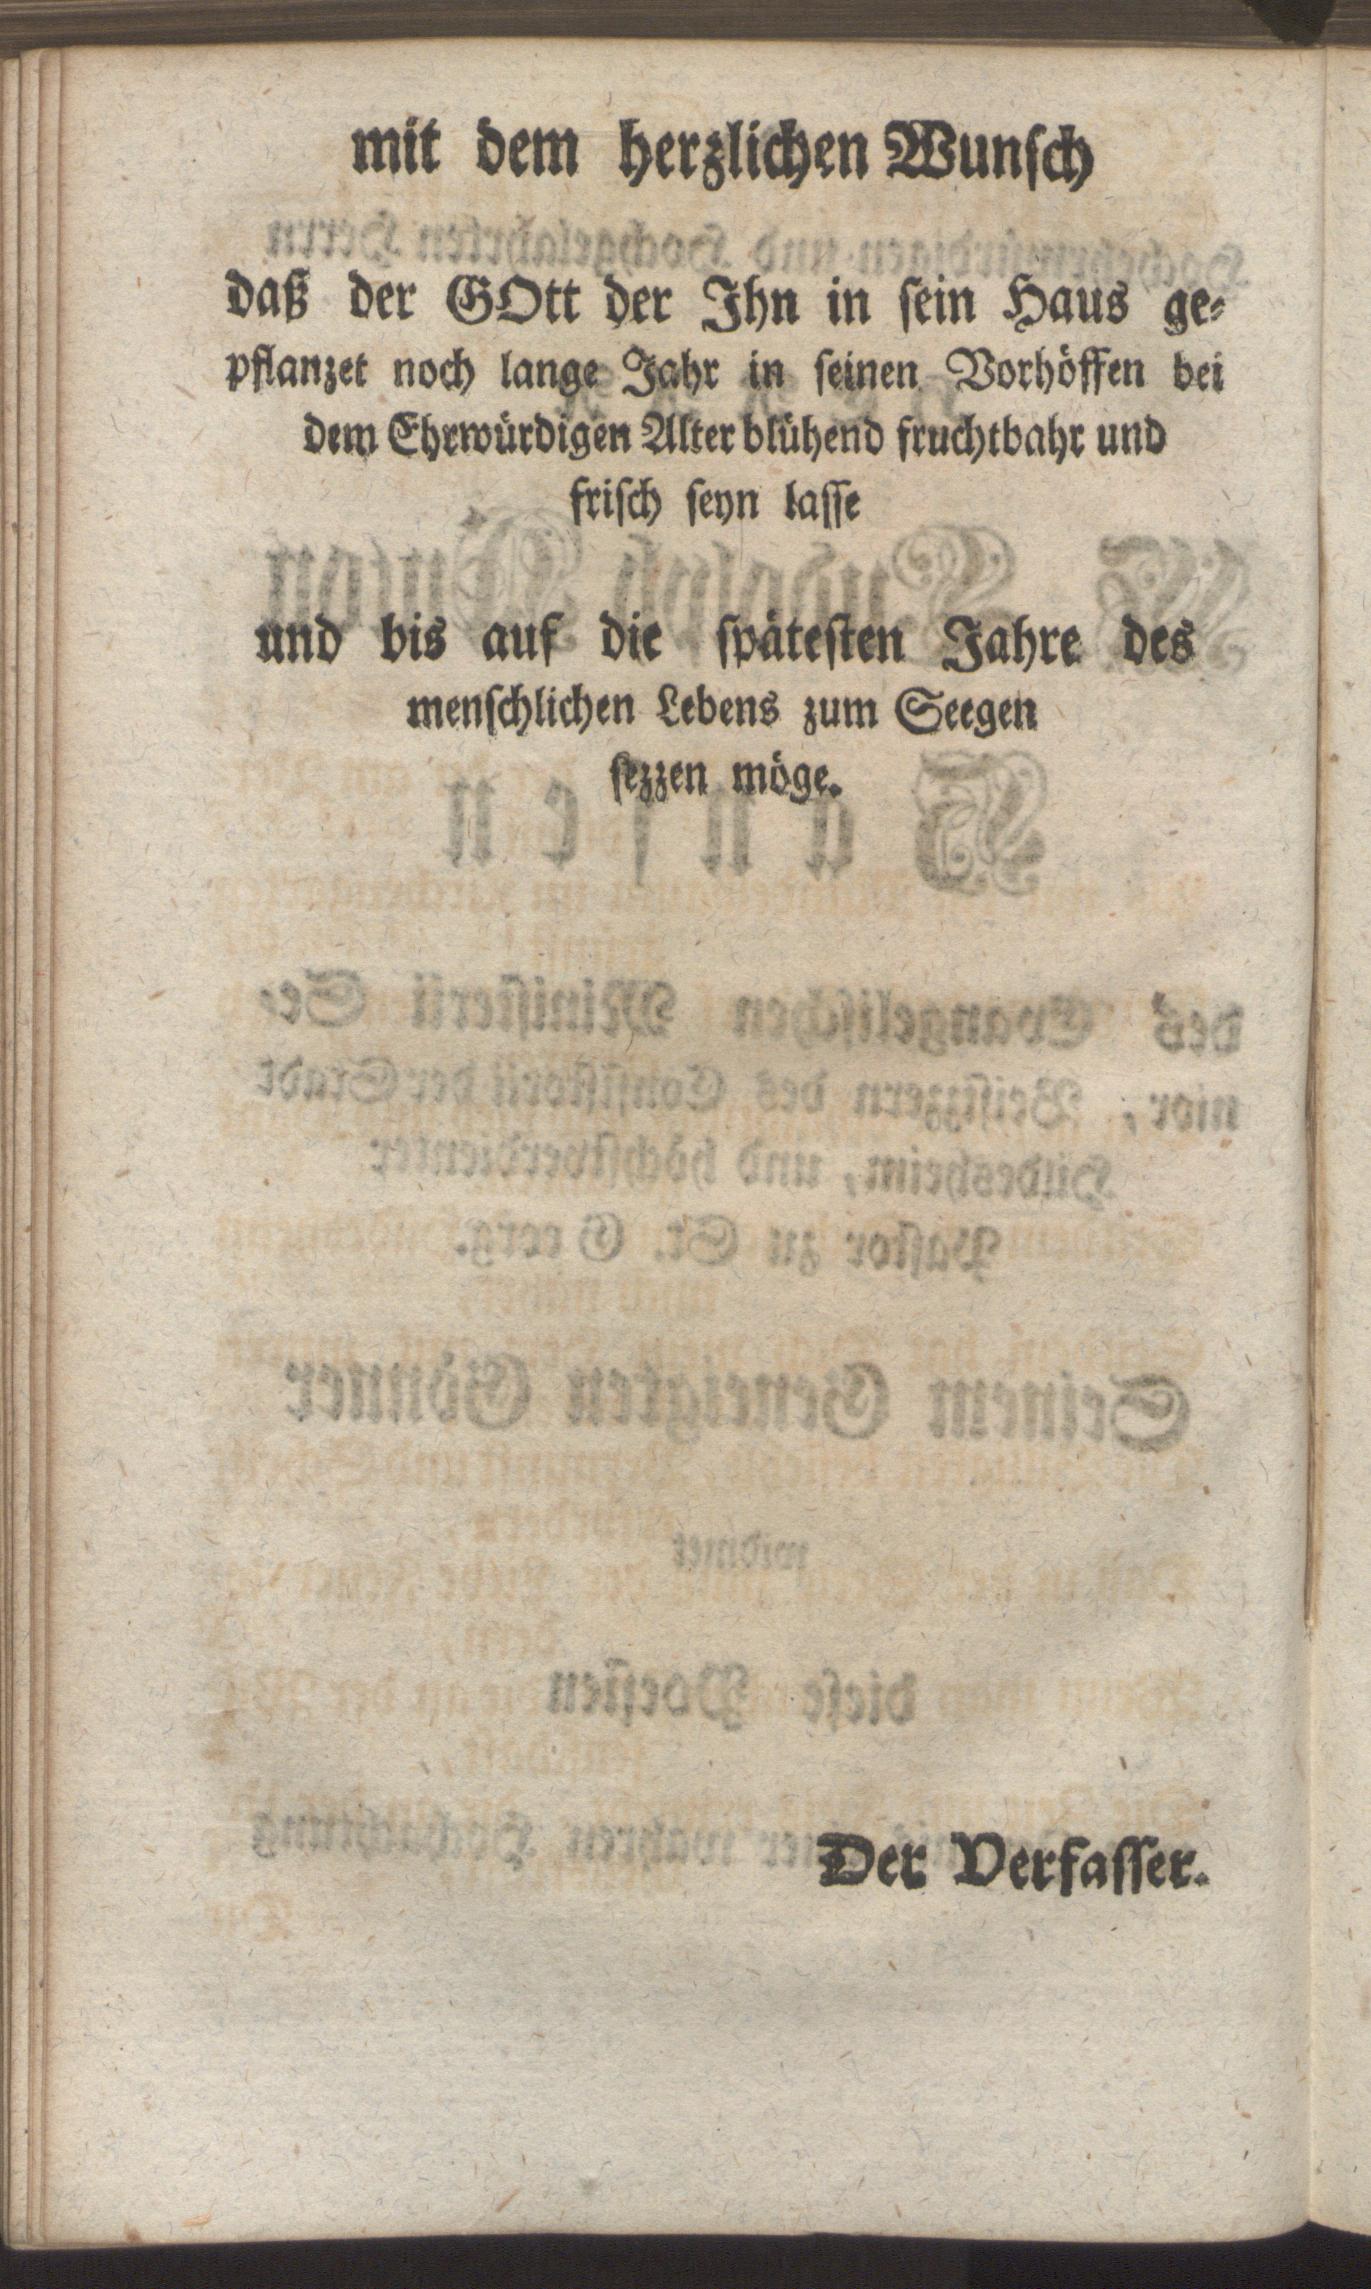 mit dem herzlichen Wunsch
daß der GOtt der Ihn in sein Haus ge-
pflanzet noch lange Jahr in seinen Vorhöffen bei
dem Ehrwürdigen Alter blühend fruchtbahr und
frisch seyn lasse
und bis auf die spätesten Jahre des
menschlichen Lebens zum Seegen
sezzen möge.
Der Verfasser.